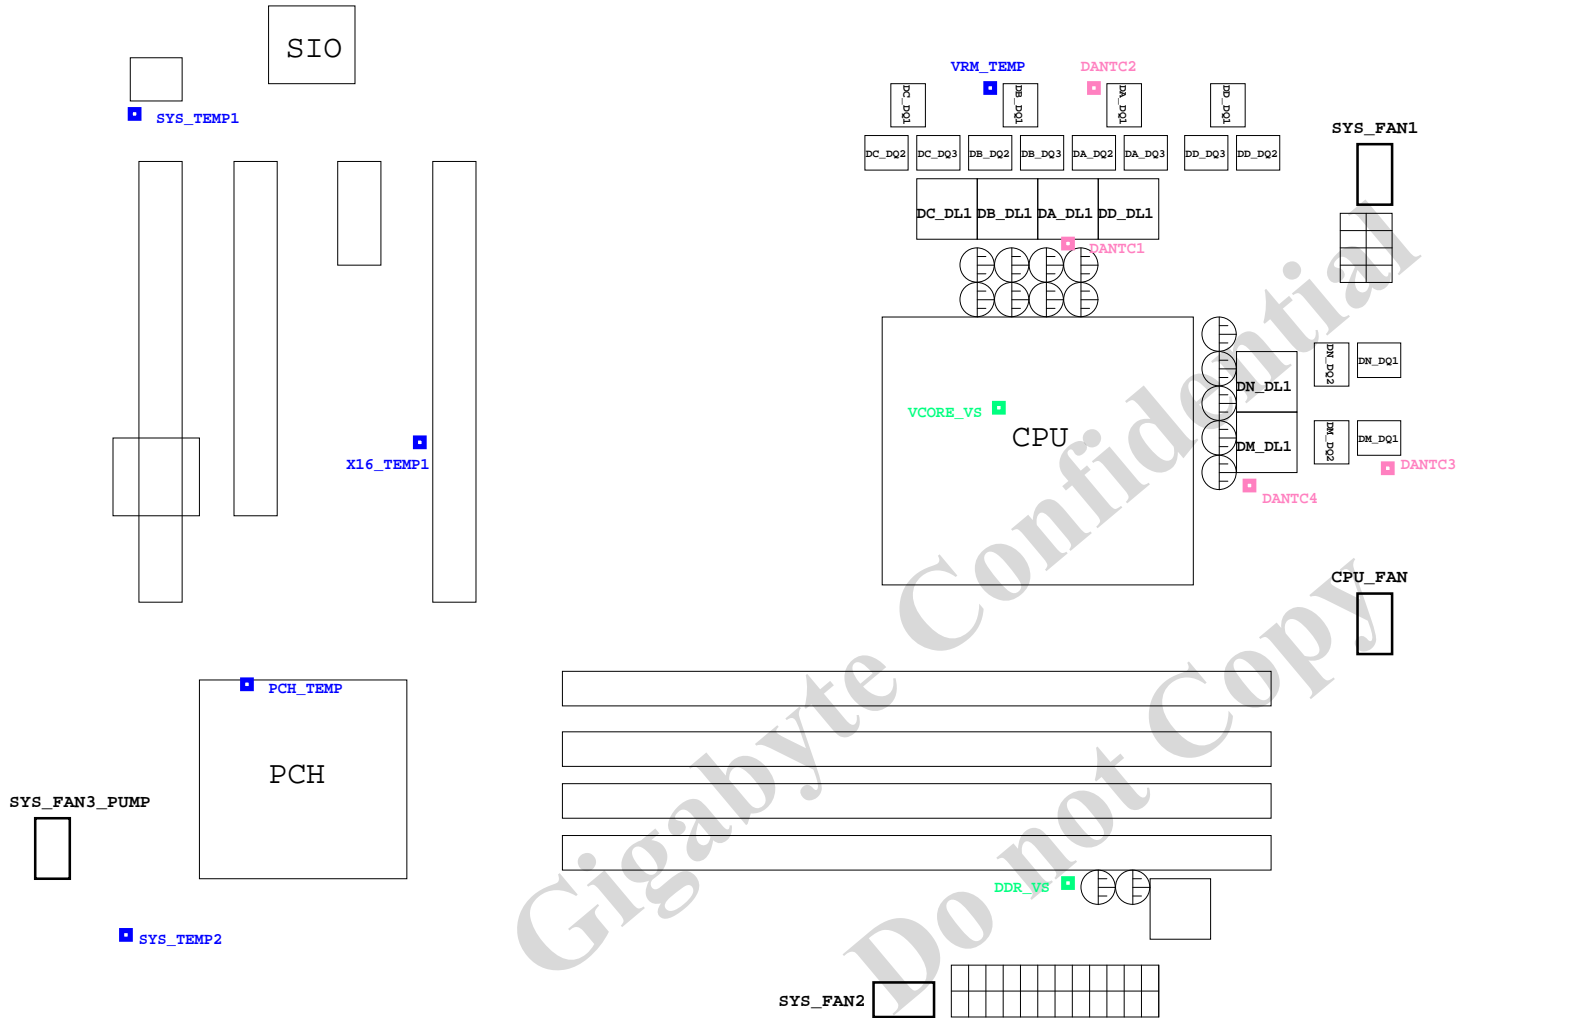 SIO
VRM_TEMP
DANTC2
SYS_TEMP1
DC_DQ1
DB_DQ1
DA_DQ1
DD_DQ1
SYS_FAN1
DC_DQ2
DC_DQ3
DB_DQ2
DB_DQ3
DA_DQ2
DA_DQ3
DD_DQ3
DD_DQ2
DC_DL1
DB_DL1
DA_DL1
DD_DL1
DANTC1
DN_DL1
DN_DQ2
DN_DQ1
VCORE_VS
CPU
DM_DL1
DM_DQ2
DM_DQ1
X16_TEMP1
DANTC3
DANTC4
CPU_FAN
PCH_TEMP
PCH
SYS_FAN3_PUMP
DDR_VS
SYS_TEMP2
SYS_FAN2
Gigabyte Confidential
Do not Copy